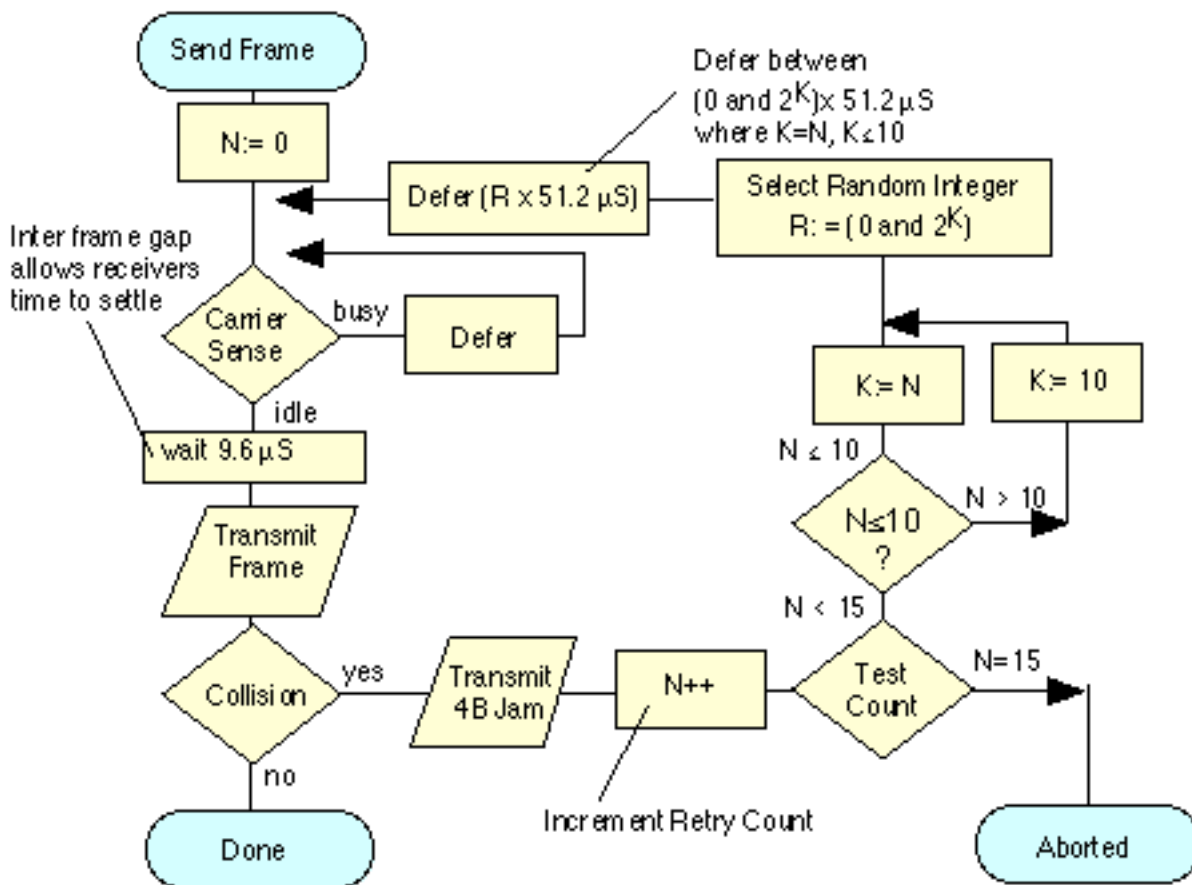 Send Frame
N:= 0
Defer between
(0 and 2^K)x 51.2 µS
where K=N, K≤10
Defer (R x 51.2 µS)
Select Random Integer
R: = (0 and 2^K)
Inter frame gap
allows receivers
time to settle
Carrier
Sense
busy
Defer
idle
wait 9.6 µS
K:= N
K:= 10
N ≤ 10
N > 10
N≤10
?
Transmit
Frame
N < 15
Collision
yes
Transmit
4B Jam
N++
Test
Count
N=15
no
Increment Retry Count
Done
Aborted